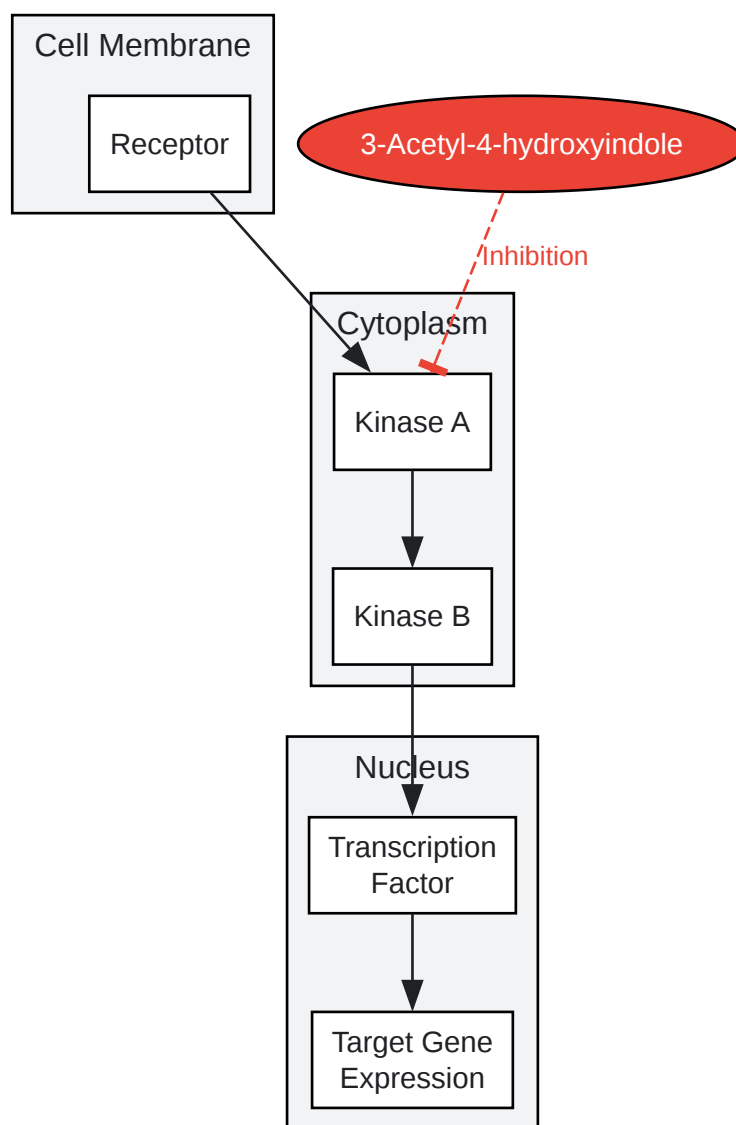 Cell Membrane
Receptor
3-Acetyl-4-hydroxyindole
Inhibition
Cytoplasm
Kinase A
Kinase B
Nucleus
Transcription
Factor
Target Gene
Expression